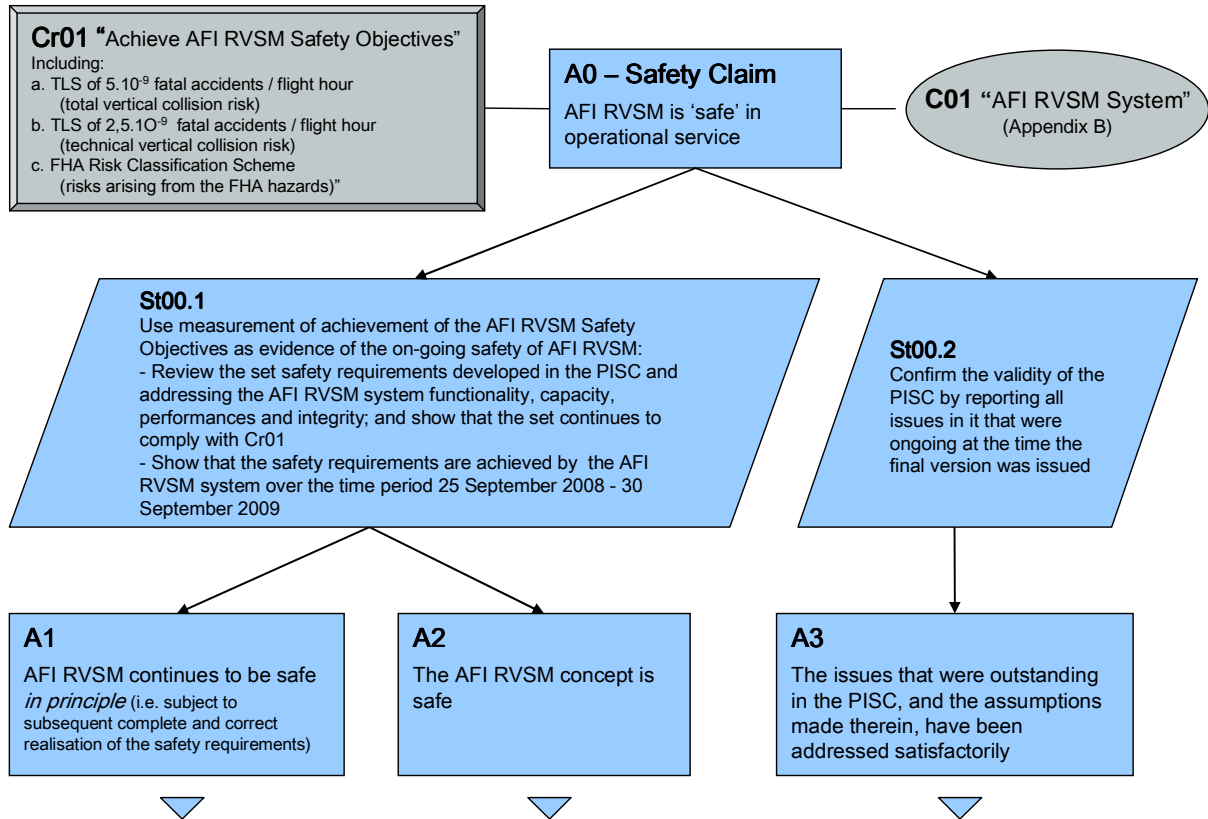 Cr01 "Achieve AFI RVSM Safety Objectives"
Including:
a. TLS of 5.10-9 fatal accidents / flight hour
(total vertical collision risk)
b. TLS of 2,5.1O-9 fatal accidents / flight hour
(technical vertical collision risk)
c. FHA Risk Classification Scheme
(risks arising from the FHA hazards)"
A0 – Safety Claim
AFI RVSM is ‘safe’ in
operational service
C01 "AFI RVSM System"
(Appendix B)
St00.1
Use measurement of achievement of the AFI RVSM Safety
Objectives as evidence of the on-going safety of AFI RVSM:
- Review the set safety requirements developed in the PISC and
addressing the AFI RVSM system functionality, capacity,
performances and integrity; and show that the set continues to
comply with Cr01
- Show that the safety requirements are achieved by the AFI
RVSM system over the time period 25 September 2008 - 30
September 2009
St00.2
Confirm the validity of the
PISC by reporting all
issues in it that were
ongoing at the time the
final version was issued
A1
AFI RVSM continues to be safe
in principle (i.e. subject to
subsequent complete and correct
realisation of the safety requirements)
A2
The AFI RVSM concept is
safe
A3
The issues that were outstanding
in the PISC, and the assumptions
made therein, have been
addressed satisfactorily